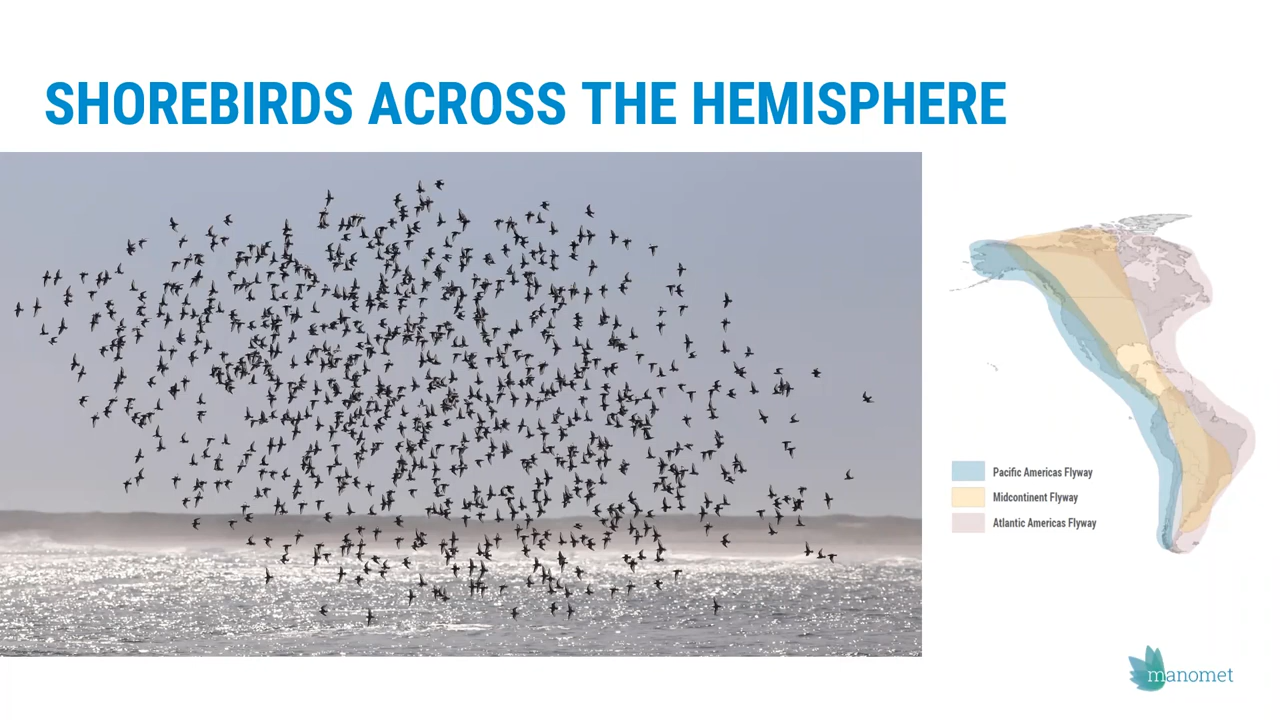 SHOREBIRDS ACROSS THE HEMISPHERE
Pacific Americas Flyway
Midcontinent Flyway
Atlantic Americas Flyway
manomet